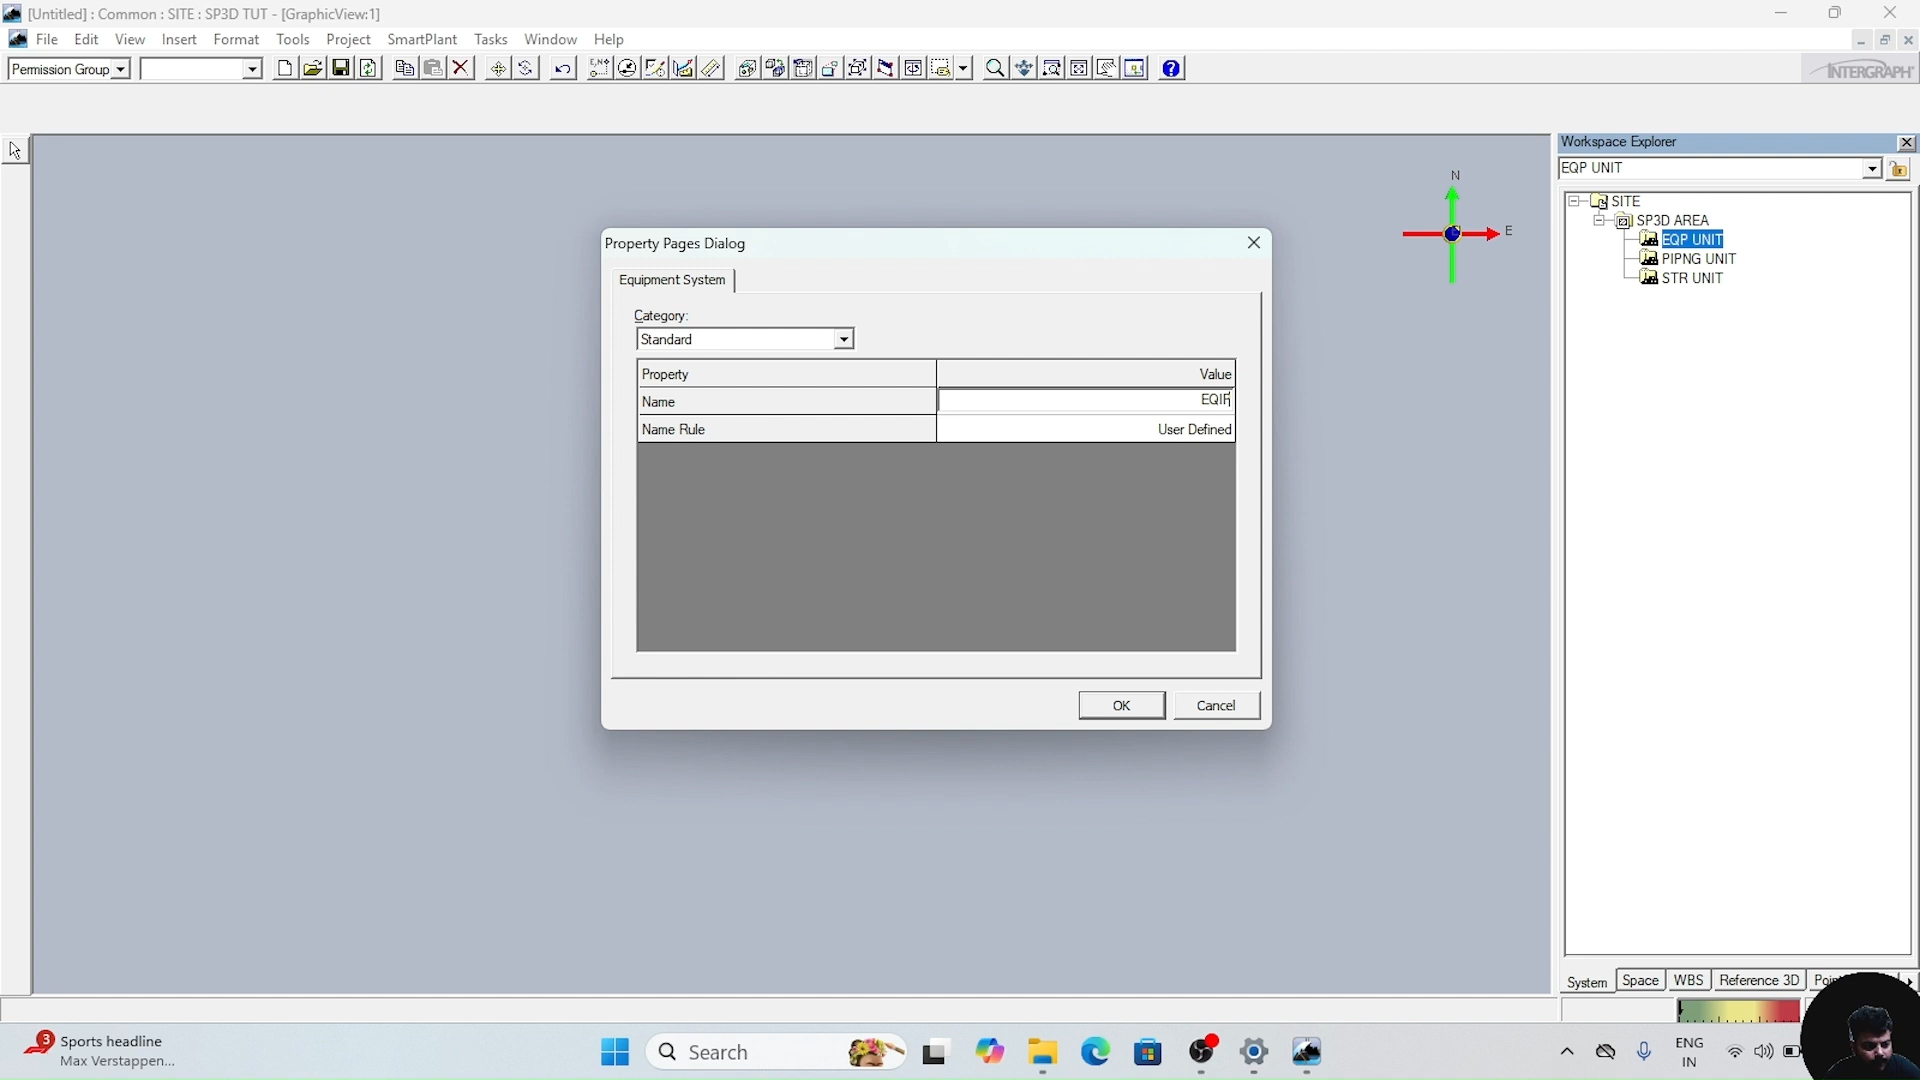 [Untitled] : Common : SITE : SP3D TUT - [GraphicView:1]
File Edit View Insert Format Tools Project SmartPlant Tasks Window Help
Permission Group
INTERGRAPH
Workspace Explorer
EQP UNIT
SITE
SP3D AREA
EQP UNIT
PIPNG UNIT
STR UNIT
N
E
Property Pages Dialog
Equipment System
Category:
Standard
Property Value
Name
Name Rule User Defined
OK Cancel
System Space WBS Reference 3D
3 Sports headline
Max Verstappen...
Search
ENG
IN